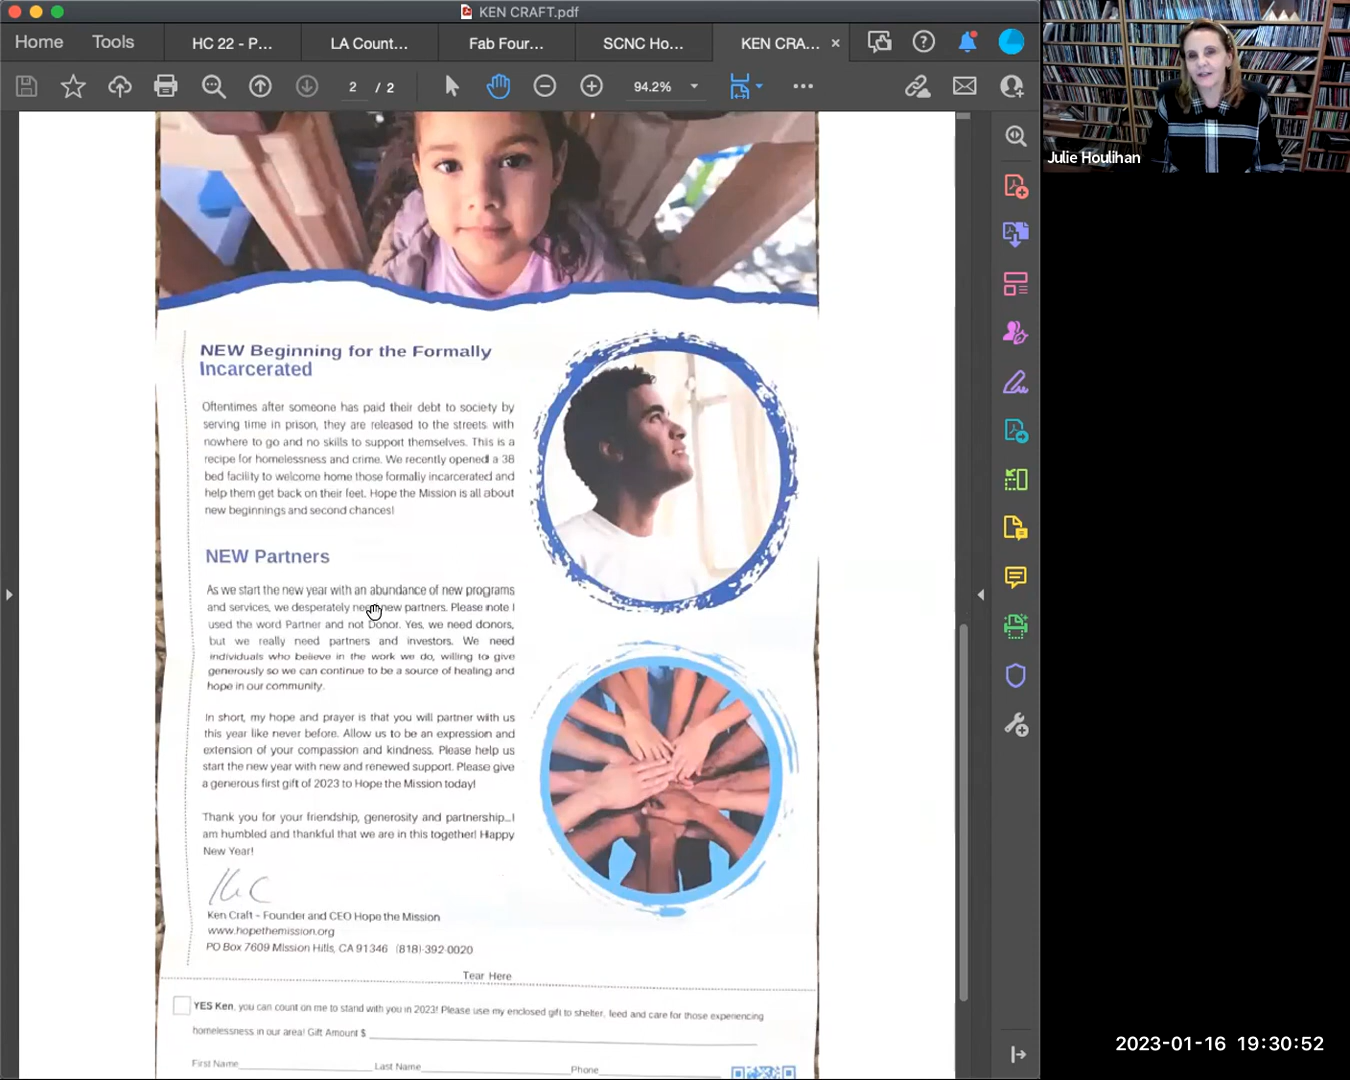 KEN CRAFT.pdf
Home Tools HC 22 - P... LA Count... Fab Four... SCNC Ho... KEN CRA... ×
2 / 2 94.2%
Julie Houlihan
NEW Beginning for the Formally
Incarcerated
Oftentimes after someone has paid their debt to society by
serving time in prison, they are released to the streets with
nowhere to go and no skills to support themselves. This is a
recipe for homelessness and crime. We recently opened a 38
bed facility to welcome home those formally incarcerated and
help them get back on their feet. Hope the Mission is all about
new beginnings and second chances!
NEW Partners
As we start the new year with an abundance of new programs
and services, we desperately need new partners. Please note I
used the word Partner and not Donor. Yes, we need donors,
but we really need partners and investors. We need
individuals who believe in the work we do, willing to give
generously so we can continue to be a source of healing and
hope in our community.
In short, my hope and prayer is that you will partner with us
this year like never before. Allow us to be an expression and
extension of your compassion and kindness. Please help us
start the new year with new and renewed support. Please give
a generous first gift of 2023 to Hope the Mission today!
Thank you for your friendship, generosity and partnership...I
am humbled and thankful that we are in this together! Happy
New Year!
Ken Craft - Founder and CEO Hope the Mission
www.hopethemission.org
PO Box 7609 Mission Hills, CA 91346 (818)-392-0020
Tear Here
YES Ken, you can count on me to stand with you in 2023! Please use my enclosed gift to shelter, feed and care for those experiencing
homelessness in our area! Gift Amount $
First Name Last Name Phone
2023-01-16 19:30:52